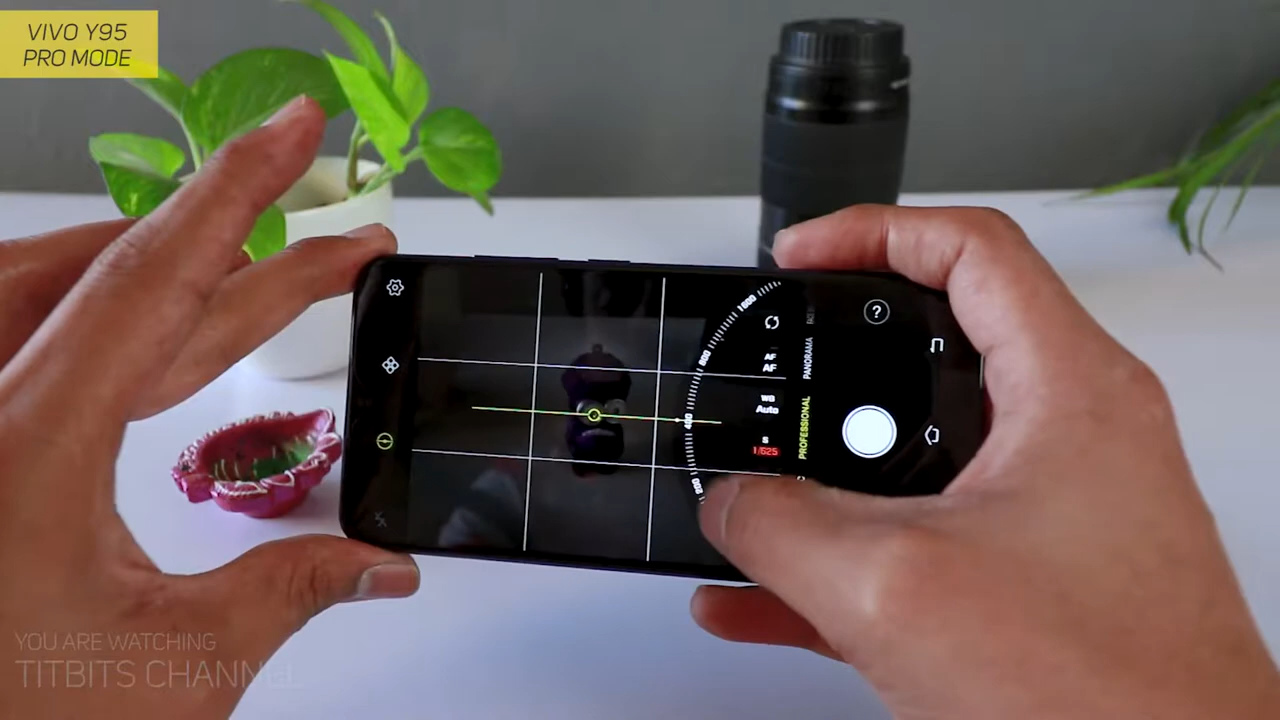 VIVO Y95
PRO MODE
1600
800
400
200
AF
AF
WB
Auto
S
1/625
PANORAMA
PROFESSIONAL
?
YOU ARE WATCHING
TITBITS CHANNEL